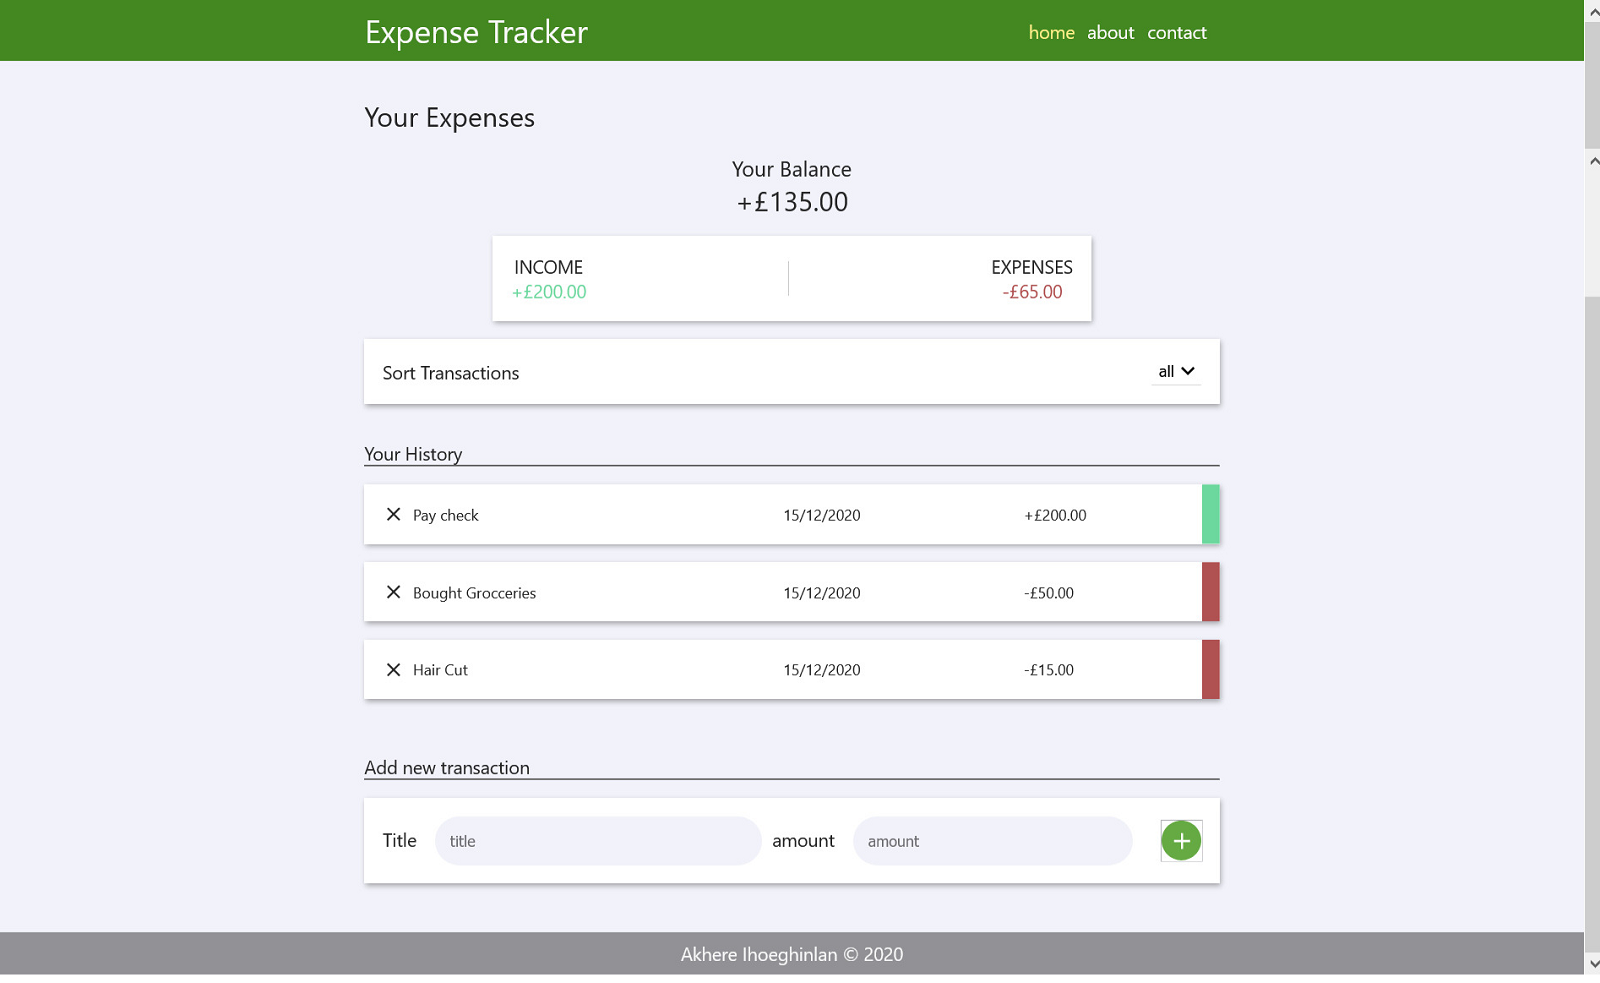 Expense Tracker home about contact
Your Expenses
Your Balance
+£135.00
INCOME EXPENSES
+£200.00 -£65.00
Sort Transactions all
Your History
Pay check 15/12/2020 +£200.00
Bought Grocceries 15/12/2020 -£50.00
Hair Cut 15/12/2020 -£15.00
Add new transaction
Title title amount amount
Akhere Ihoeghinlan © 2020